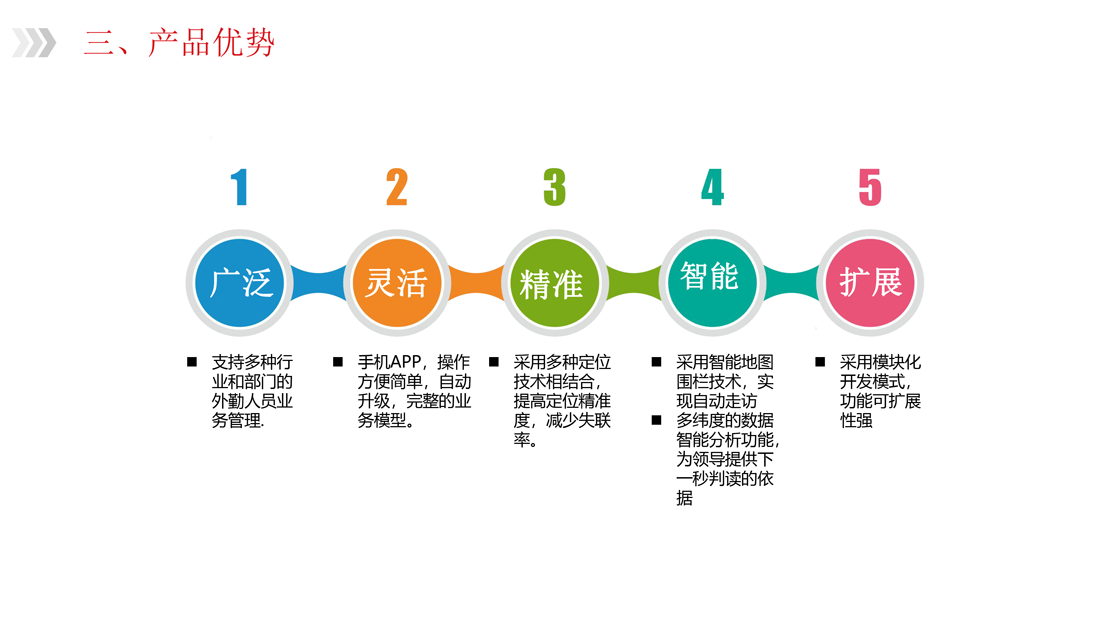 三、产品优势
1
广泛
■ 支持多种行
业和部门的
外勤人员业
务管理.
2
灵活
■ 手机APP，操作
方便简单，自动
升级，完整的业
务模型。
3
精准
■ 采用多种定位
技术相结合，
提高定位精准
度，减少失联
率。
4
智能
■ 采用智能地图
围栏技术，实
现自动走访
■ 多纬度的数据
智能分析功能，
为领导提供下
一秒判读的依
据
5
扩展
■ 采用模块化
开发模式，
功能可扩展
性强